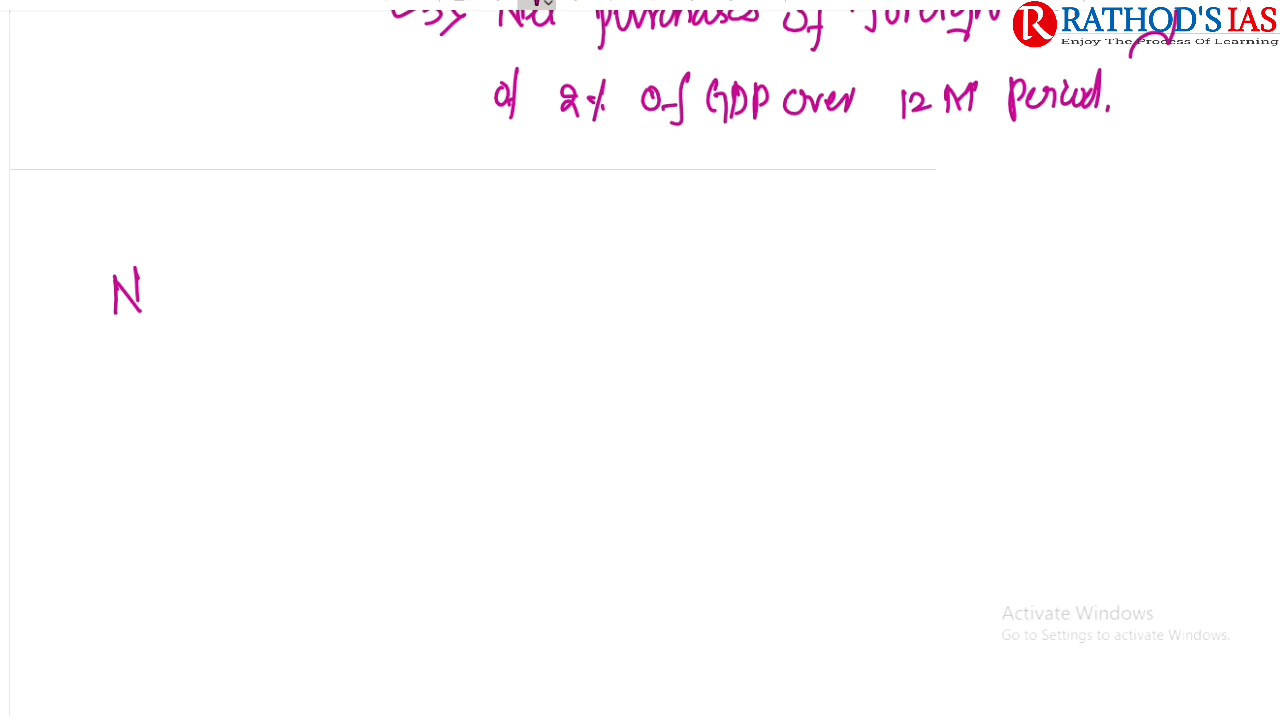 3) Net purchases of foreign
R RATHOD'S IAS
Enjoy The Process of Learning
of 2% of GDP over 12 M period.
N
Activate Windows
Go to Settings to activate Windows.